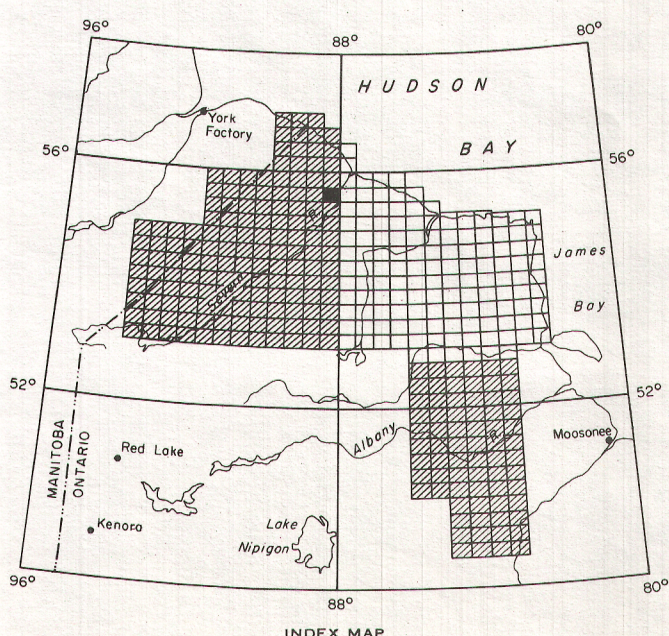 96°
88°
80°
HUDSON
BAY
York
Factory
56°
56°
James
Bay
Severn
R.
52°
52°
MANITOBA
ONTARIO
Red Lake
Albany
R.
Moosonee
Kenora
Lake
Nipigon
96°
88°
80°
INDEX MAP